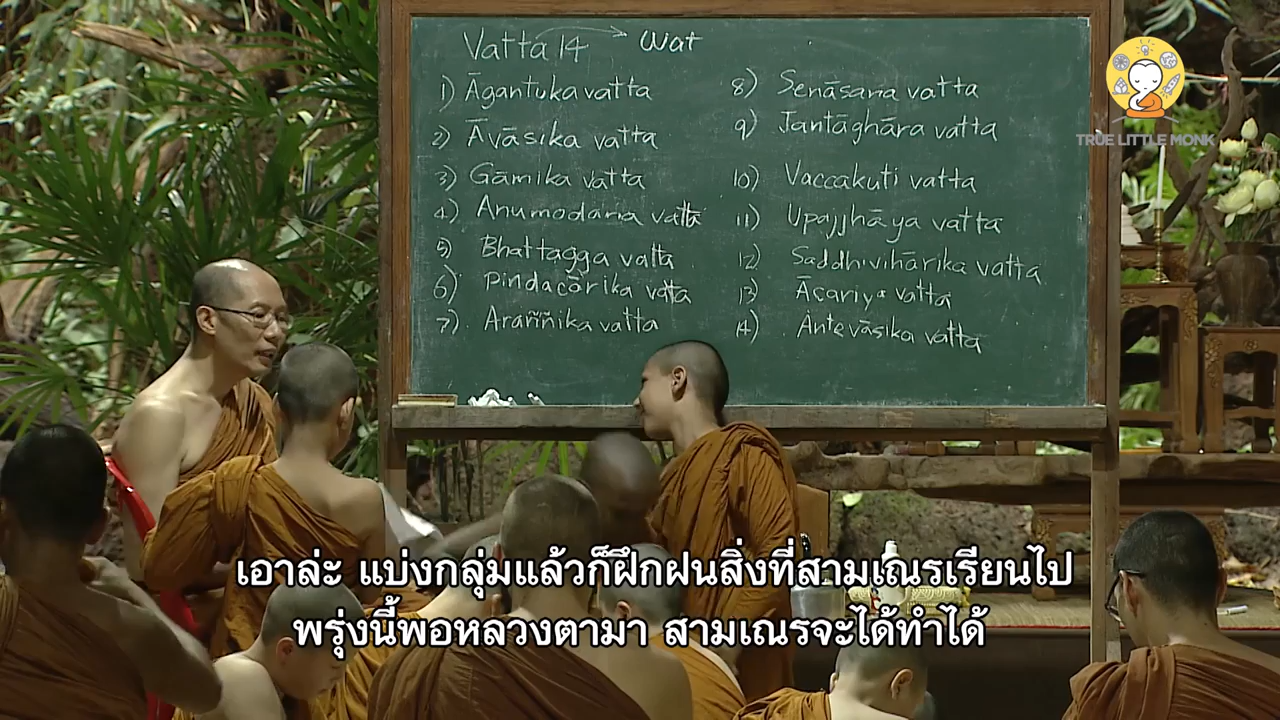 Vatta 14 → Wat
1) Āgantuka vatta
2) Āvāsika vatta
3) Gāmika vatta
4) Anumodana vatta
5) Bhattagga vatta
6) Pindacārika vatta
7) Araññika vatta
8) Senāsana vatta
9) Jantāghāra vatta
10) Vaccakuti vatta
11) Upajjhāya vatta
12) Saddhivihārika vatta
13) Ācariya vatta
14) Antevāsika vatta
TRUE LITTLE MONK
เอาล่ะ แบ่งกลุ่มแล้วก็ฝึกฝนสิ่งที่สามเณรเรียนไป
พรุ่งนี้พอหลวงตามา สามเณรจะได้ทำได้